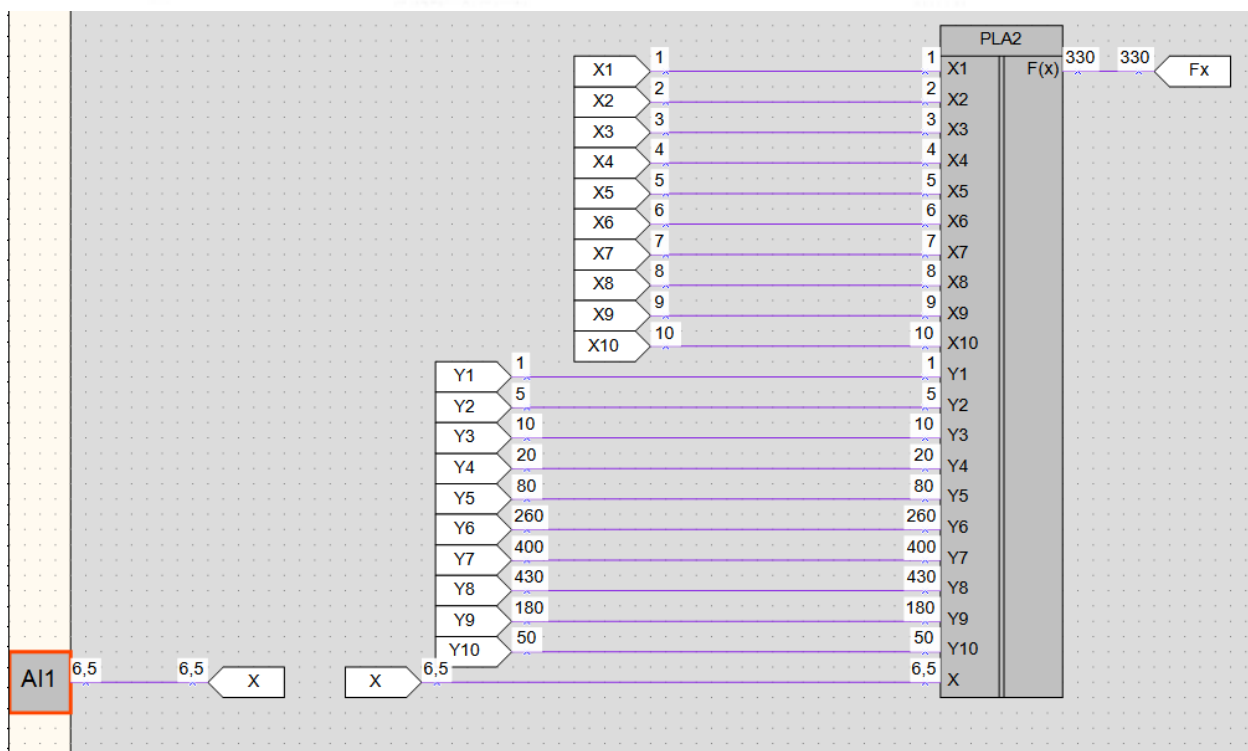 PLA2
X1 1 1 X1 F(x) 330 330 Fx
X2 2 2 X2
X3 3 3 X3
X4 4 4 X4
X5 5 5 X5
X6 6 6 X6
X7 7 7 X7
X8 8 8 X8
X9 9 9 X9
X10 10 10 X10
Y1 1 1 Y1
Y2 5 5 Y2
Y3 10 10 Y3
Y4 20 20 Y4
Y5 80 80 Y5
Y6 260 260 Y6
Y7 400 400 Y7
Y8 430 430 Y8
Y9 180 180 Y9
Y10 50 50 Y10
AI1 6,5 6,5 X X 6,5 6,5 X